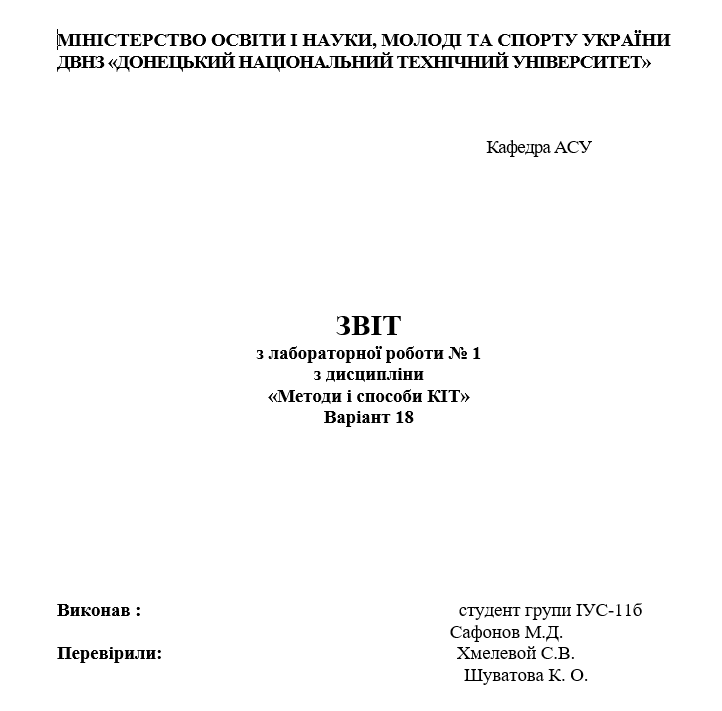 МІНІСТЕРСТВО ОСВІТИ І НАУКИ, МОЛОДІ ТА СПОРТУ УКРАЇНИ
ДВНЗ «ДОНЕЦЬКИЙ НАЦІОНАЛЬНИЙ ТЕХНІЧНИЙ УНІВЕРСИТЕТ»
Кафедра АСУ
ЗВІТ
з лабораторної роботи № 1
з дисципліни
«Методи і способи КІТ»
Варіант 18
Виконав : студент групи ІУС-11б
Сафонов М.Д.
Перевірили: Хмелевой С.В.
Шуватова К. О.